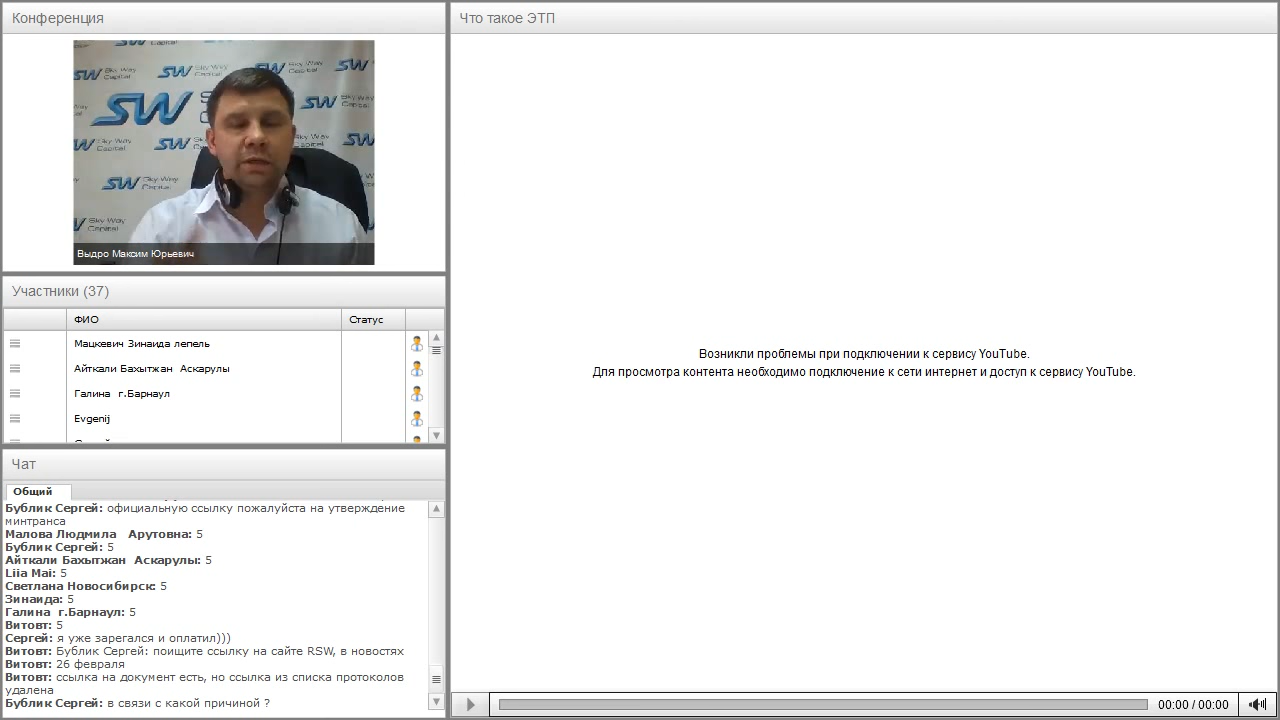 Конференция
SW Sky Way Capital
Выдро Максим Юрьевич
Участники (37)
ФИО Статус
Мацкевич Зинаида лепель
Айткали Бахытжан Аскарулы
Галина г.Барнаул
Evgenij
Чат
Общий
Бублик Сергей: официальную ссылку пожалуйста на утверждение
минтранса
Малова Людмила Арутовна: 5
Бублик Сергей: 5
Айткали Бахытжан Аскарулы: 5
Liia Mai: 5
Светлана Новосибирск: 5
Зинаида: 5
Галина г.Барнаул: 5
Витовт: 5
Сергей: я уже зарегался и оплатил)))
Витовт: Бублик Сергей: поищите ссылку на сайте RSW, в новостях
Витовт: 26 февраля
Витовт: ссылка на документ есть, но ссылка из списка протоколов
удалена
Бублик Сергей: в связи с какой причиной ?
Что такое ЭТП
Возникли проблемы при подключении к сервису YouTube.
Для просмотра контента необходимо подключение к сети интернет и доступ к сервису YouTube.
00:00 / 00:00